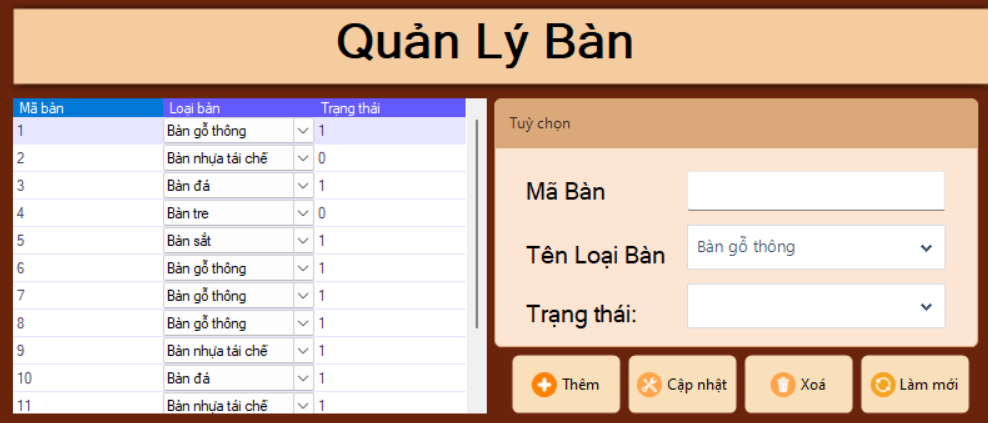 Quản Lý Bàn
Mã bàn Loại bàn Trạng thái
1 Bàn gỗ thông 1
2 Bàn nhựa tái chế 0
3 Bàn đá 1
4 Bàn tre 0
5 Bàn sắt 1
6 Bàn gỗ thông 1
7 Bàn gỗ thông 1
8 Bàn gỗ thông 1
9 Bàn nhựa tái chế 1
10 Bàn đá 1
11 Bàn nhựa tái chế 1
Tuỳ chọn
Mã Bàn
Tên Loại Bàn Bàn gỗ thông
Trạng thái:
Thêm Cập nhật Xoá Làm mới